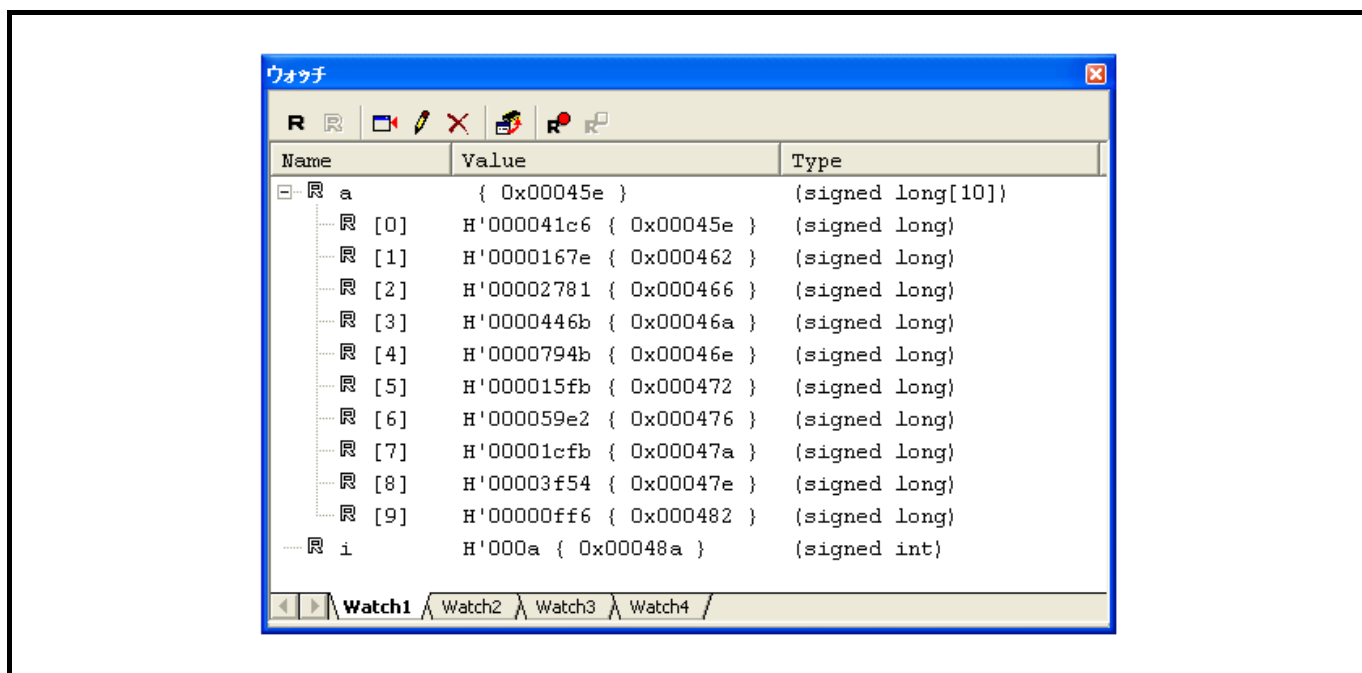 ウォッチ
Name Value Type
a { 0x00045e } (signed long[10])
[0] H'000041c6 { 0x00045e } (signed long)
[1] H'0000167e { 0x000462 } (signed long)
[2] H'00002781 { 0x000466 } (signed long)
[3] H'0000446b { 0x00046a } (signed long)
[4] H'0000794b { 0x00046e } (signed long)
[5] H'000015fb { 0x000472 } (signed long)
[6] H'000059e2 { 0x000476 } (signed long)
[7] H'00001cfb { 0x00047a } (signed long)
[8] H'00003f54 { 0x00047e } (signed long)
[9] H'00000ff6 { 0x000482 } (signed long)
i H'000a { 0x00048a } (signed int)
Watch1 Watch2 Watch3 Watch4